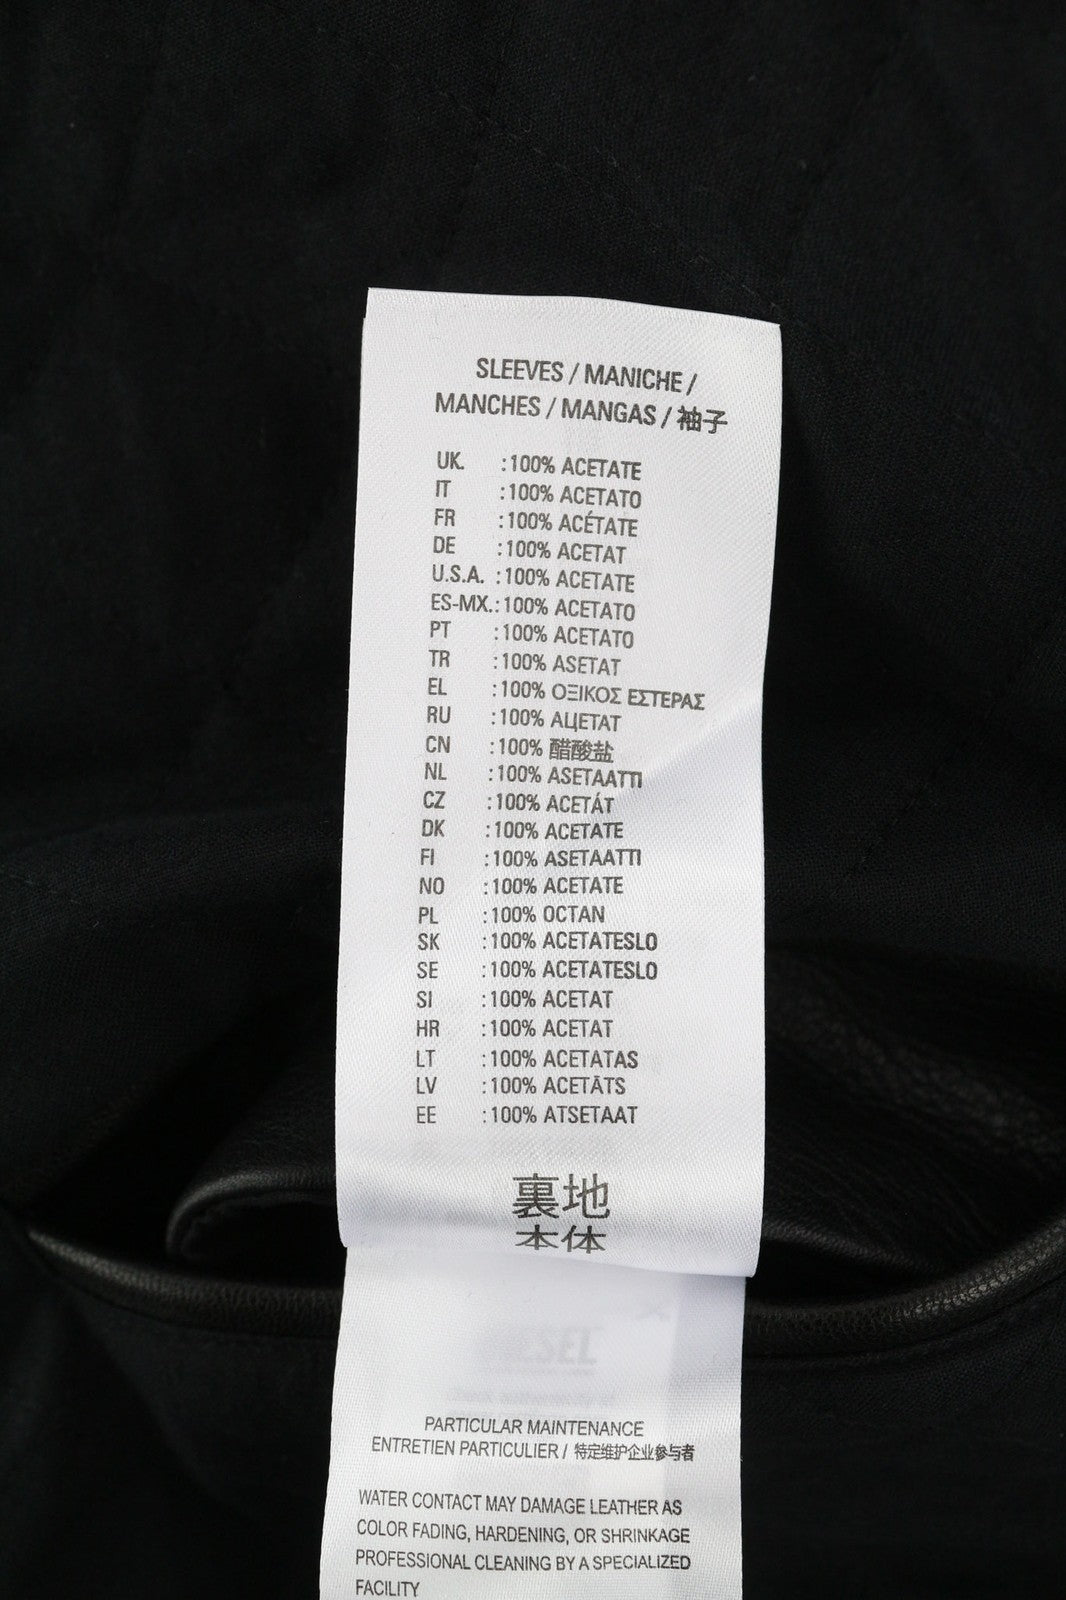 SLEEVES / MANICHE /
MANCHES / MANGAS / 袖子
UK. :100% ACETATE
IT :100% ACETATO
FR :100% ACÉTATE
DE :100% ACETAT
U.S.A. :100% ACETATE
ES-MX.:100% ACETATO
PT :100% ACETATO
TR :100% ASETAT
EL :100% ΟΞΙΚΟΣ ΕΣΤΕΡΑΣ
RU :100% АЦЕТАТ
CN :100% 醋酸盐
NL :100% ASETAATTI
CZ :100% ACETÁT
DK :100% ACETATE
FI :100% ASETAATTI
NO :100% ACETATE
PL :100% OCTAN
SK :100% ACETATESLO
SE :100% ACETATESLO
SI :100% ACETAT
HR :100% ACETAT
LT :100% ACETATAS
LV :100% ACETĀTS
EE :100% ATSETAAT
裏地
本体
PARTICULAR MAINTENANCE
ENTRETIEN PARTICULIER / 特定维护企业参与者
WATER CONTACT MAY DAMAGE LEATHER AS
COLOR FADING, HARDENING, OR SHRINKAGE
PROFESSIONAL CLEANING BY A SPECIALIZED
FACILITY